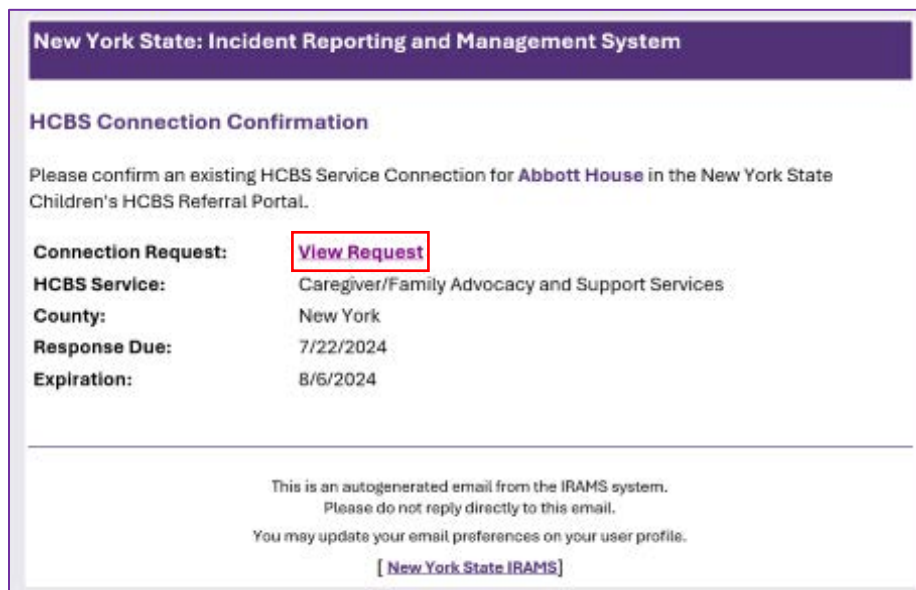 New York State: Incident Reporting and Management System
HCBS Connection Confirmation
Please confirm an existing HCBS Service Connection for Abbott House in the New York State
Children's HCBS Referral Portal.
Connection Request: View Request
HCBS Service: Caregiver/Family Advocacy and Support Services
County: New York
Response Due: 7/22/2024
Expiration: 8/6/2024
This is an autogenerated email from the IRAMS system.
Please do not reply directly to this email.
You may update your email preferences on your user profile.
[ New York State IRAMS]